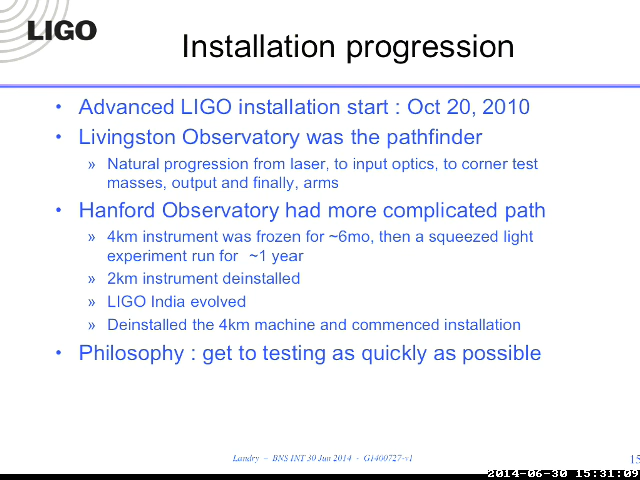 LIGO
Installation progression
• Advanced LIGO installation start : Oct 20, 2010
• Livingston Observatory was the pathfinder
» Natural progression from laser, to input optics, to corner test
masses, output and finally, arms
• Hanford Observatory had more complicated path
» 4km instrument was frozen for ~6mo, then a squeezed light
experiment run for ~1 year
» 2km instrument deinstalled
» LIGO India evolved
» Deinstalled the 4km machine and commenced installation
• Philosophy : get to testing as quickly as possible
Landry - BNS INT 30 Jun 2014 - G1400727-v1
15
2014-06-30 15:31:09